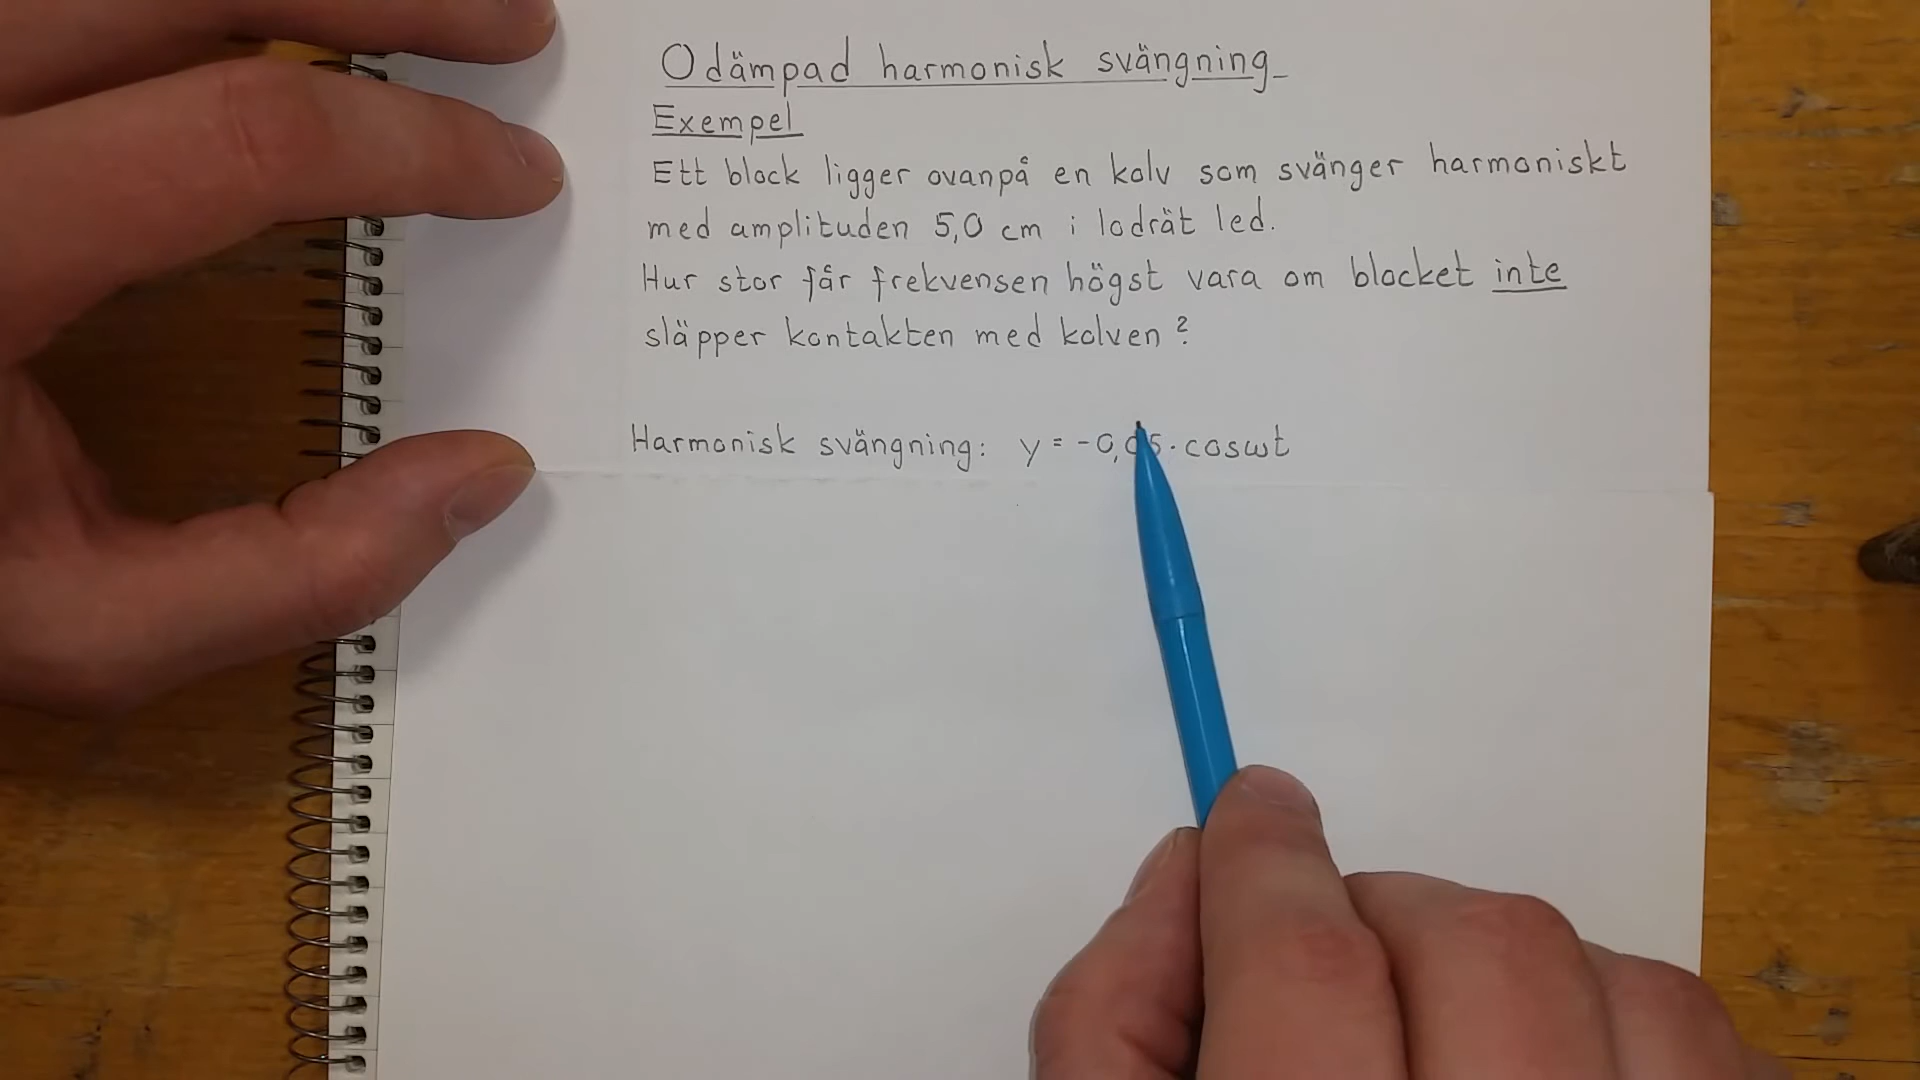 Odämpad harmonisk svängning
Exempel
Ett block ligger ovanpå en kolv som svänger harmoniskt
med amplituden 5,0 cm i lodrät led.
Hur stor får frekvensen högst vara om blocket inte
släpper kontakten med kolven?
Harmonisk svängning: y = -0,05 · cosωt